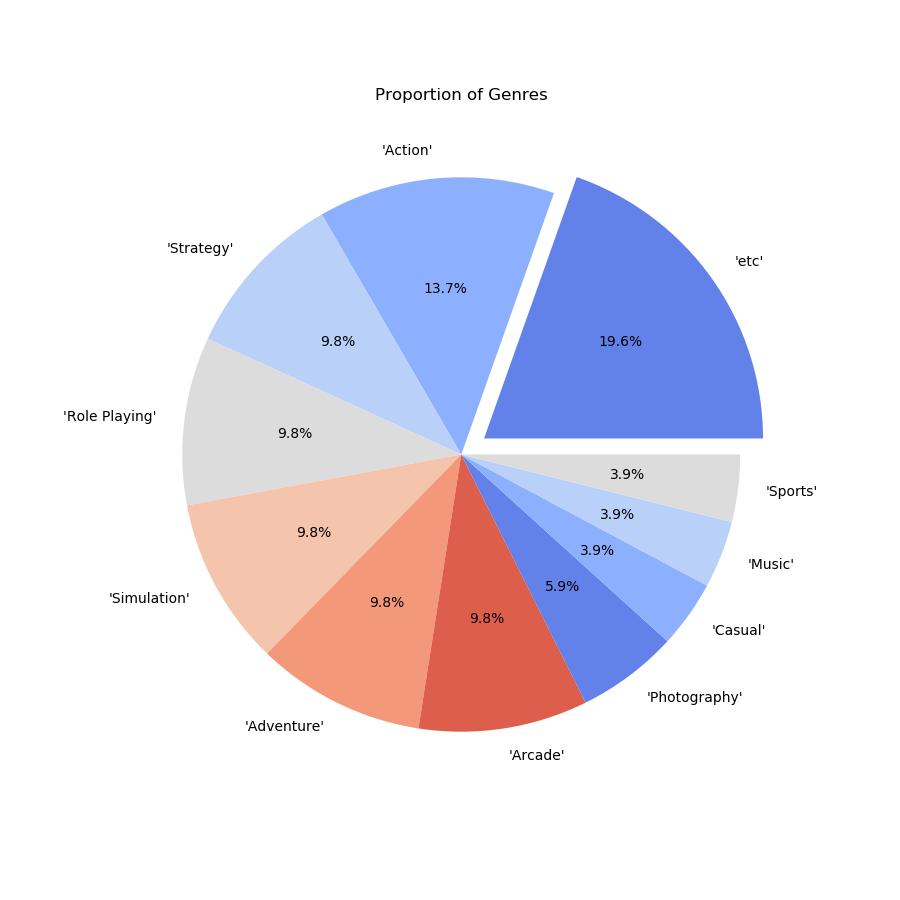 Proportion of Genres
'Action'
'Strategy'
'etc'
13.7%
9.8%
19.6%
'Role Playing'
9.8%
3.9%
'Sports'
9.8%
3.9%
3.9%
'Music'
'Simulation'
9.8%
9.8%
5.9%
'Casual'
'Photography'
'Adventure'
'Arcade'